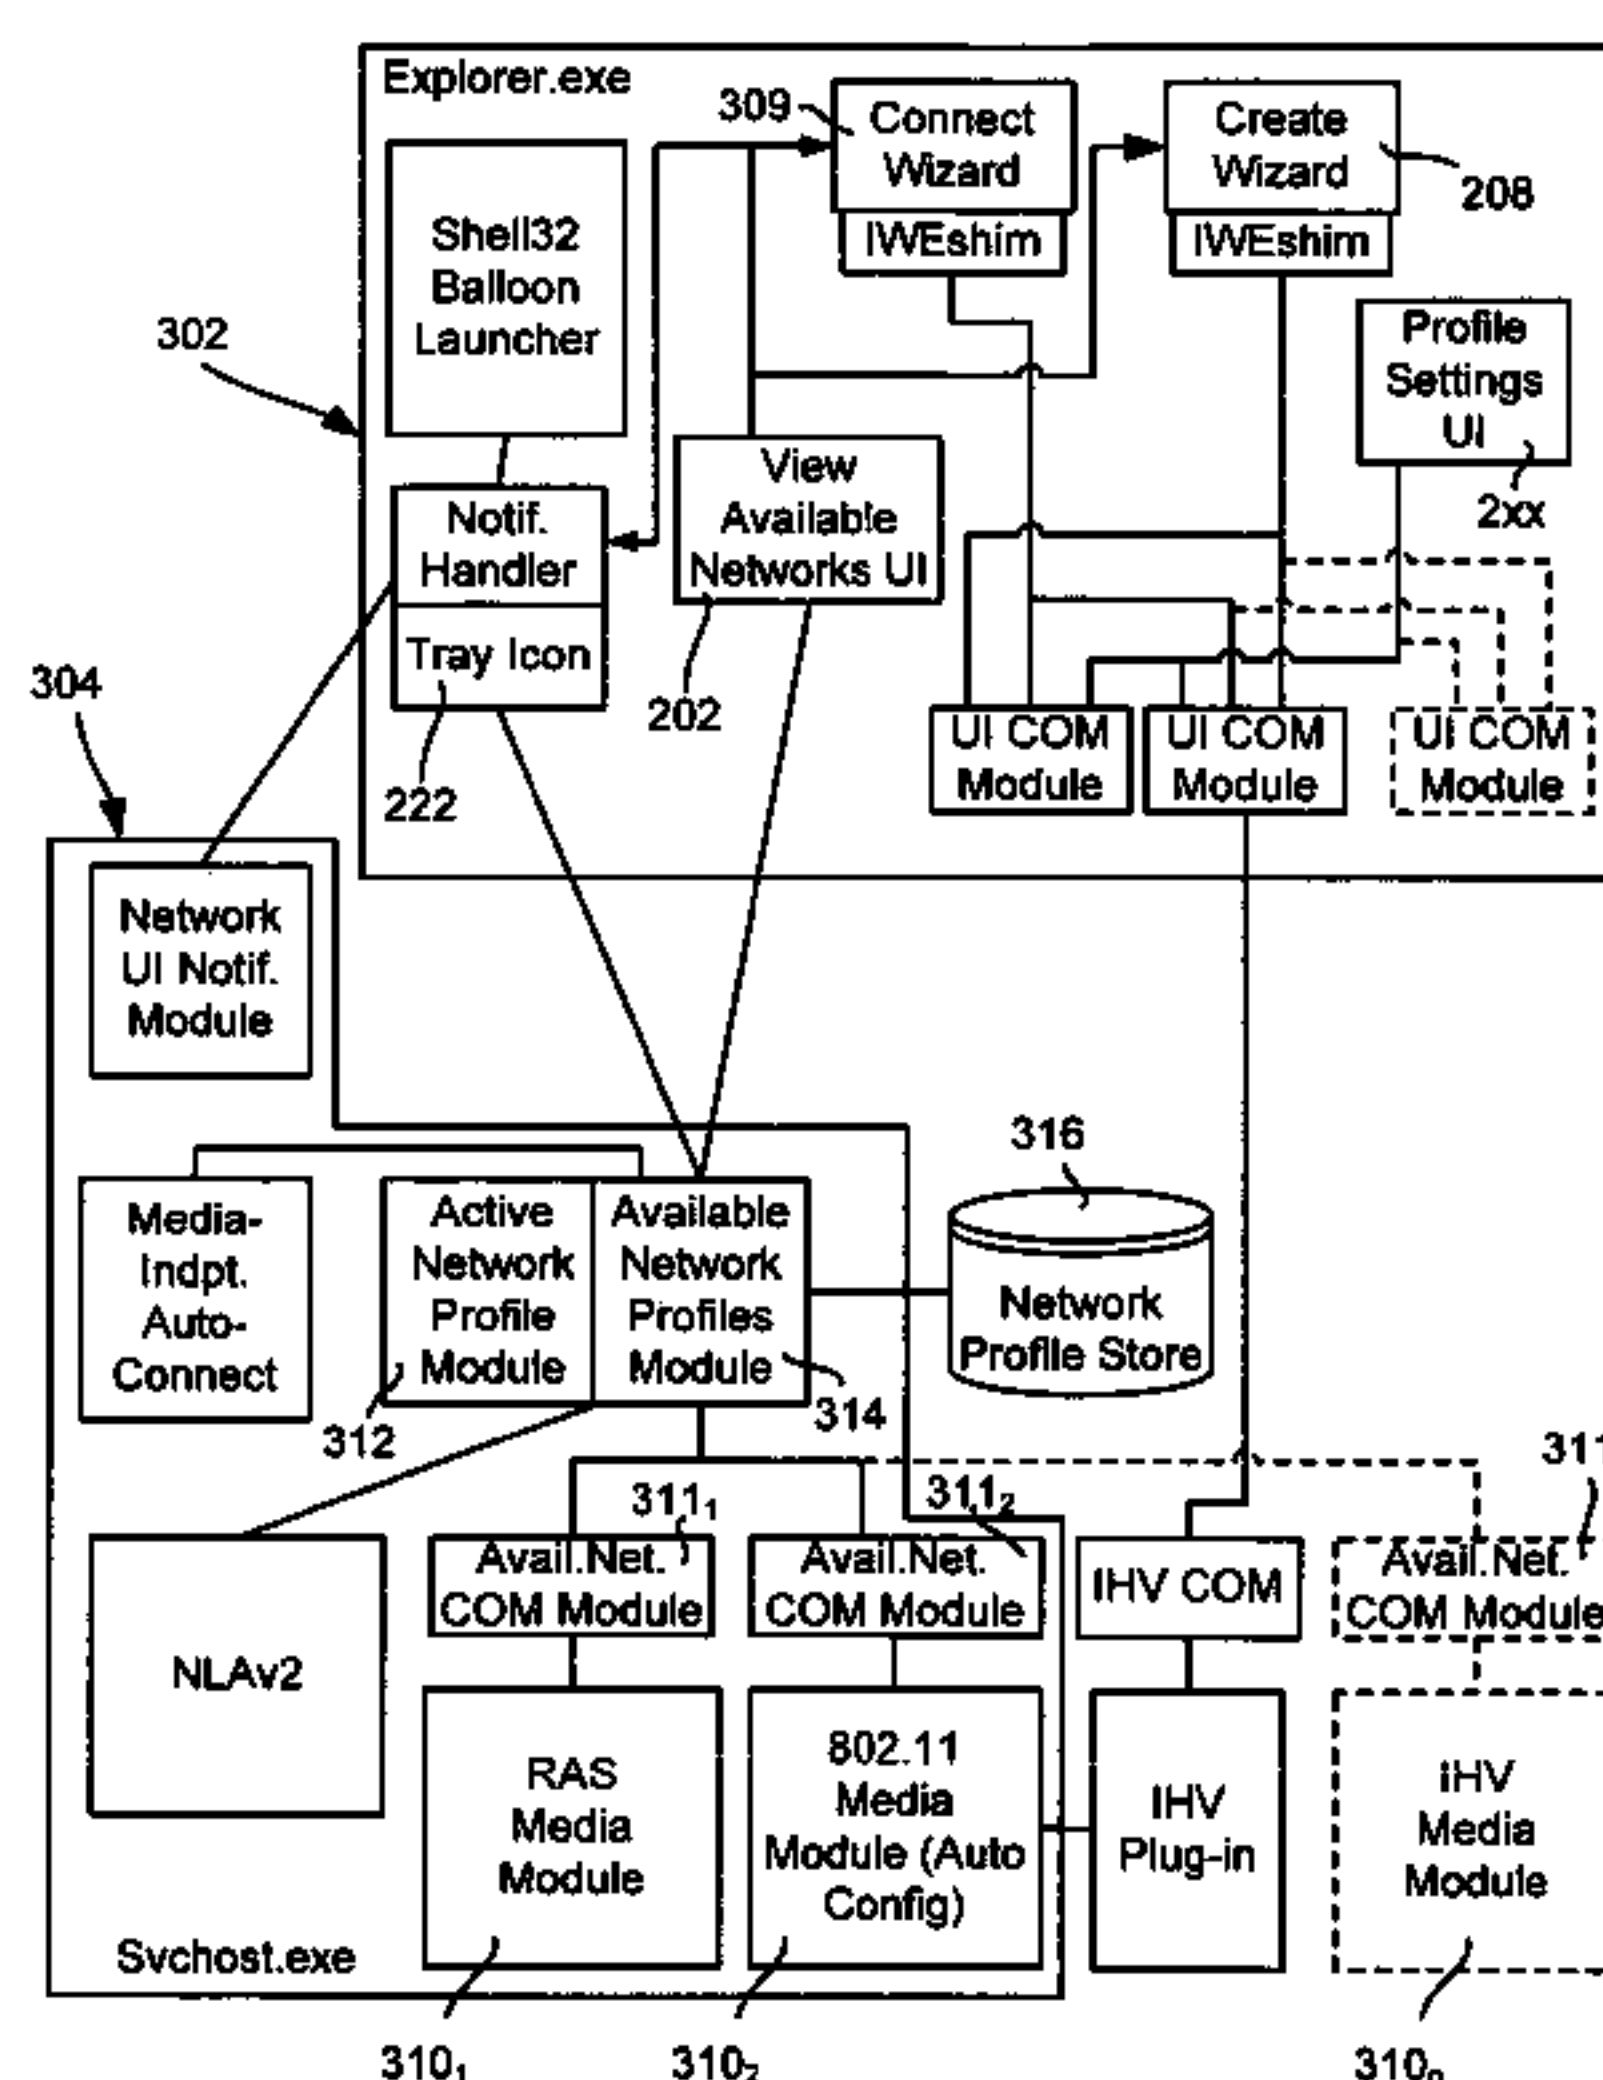 Explorer.exe
309
Connect
Wizard
IWEshim
Create
Wizard
IWEshim
208
Shell32
Balloon
Launcher
302
Profile
Settings
UI
2xx
View
Available
Networks UI
202
Notif.
Handler
Tray Icon
222
304
UI COM
Module
UI COM
Module
UI COM
Module
Network
UI Notif.
Module
316
Media-
Indpt.
Auto-
Connect
Active
Network
Profile
Module
Available
Network
Profiles
Module
Network
Profile Store
312
314
311₁
311₂
311
Avail.Net.
COM Module
Avail.Net.
COM Module
IHV COM
Avail.Net.
COM Module
NLAv2
RAS
Media
Module
802.11
Media
Module (Auto
Config)
IHV
Plug-in
IHV
Media
Module
Svchost.exe
310₁
310₂
310ₙ